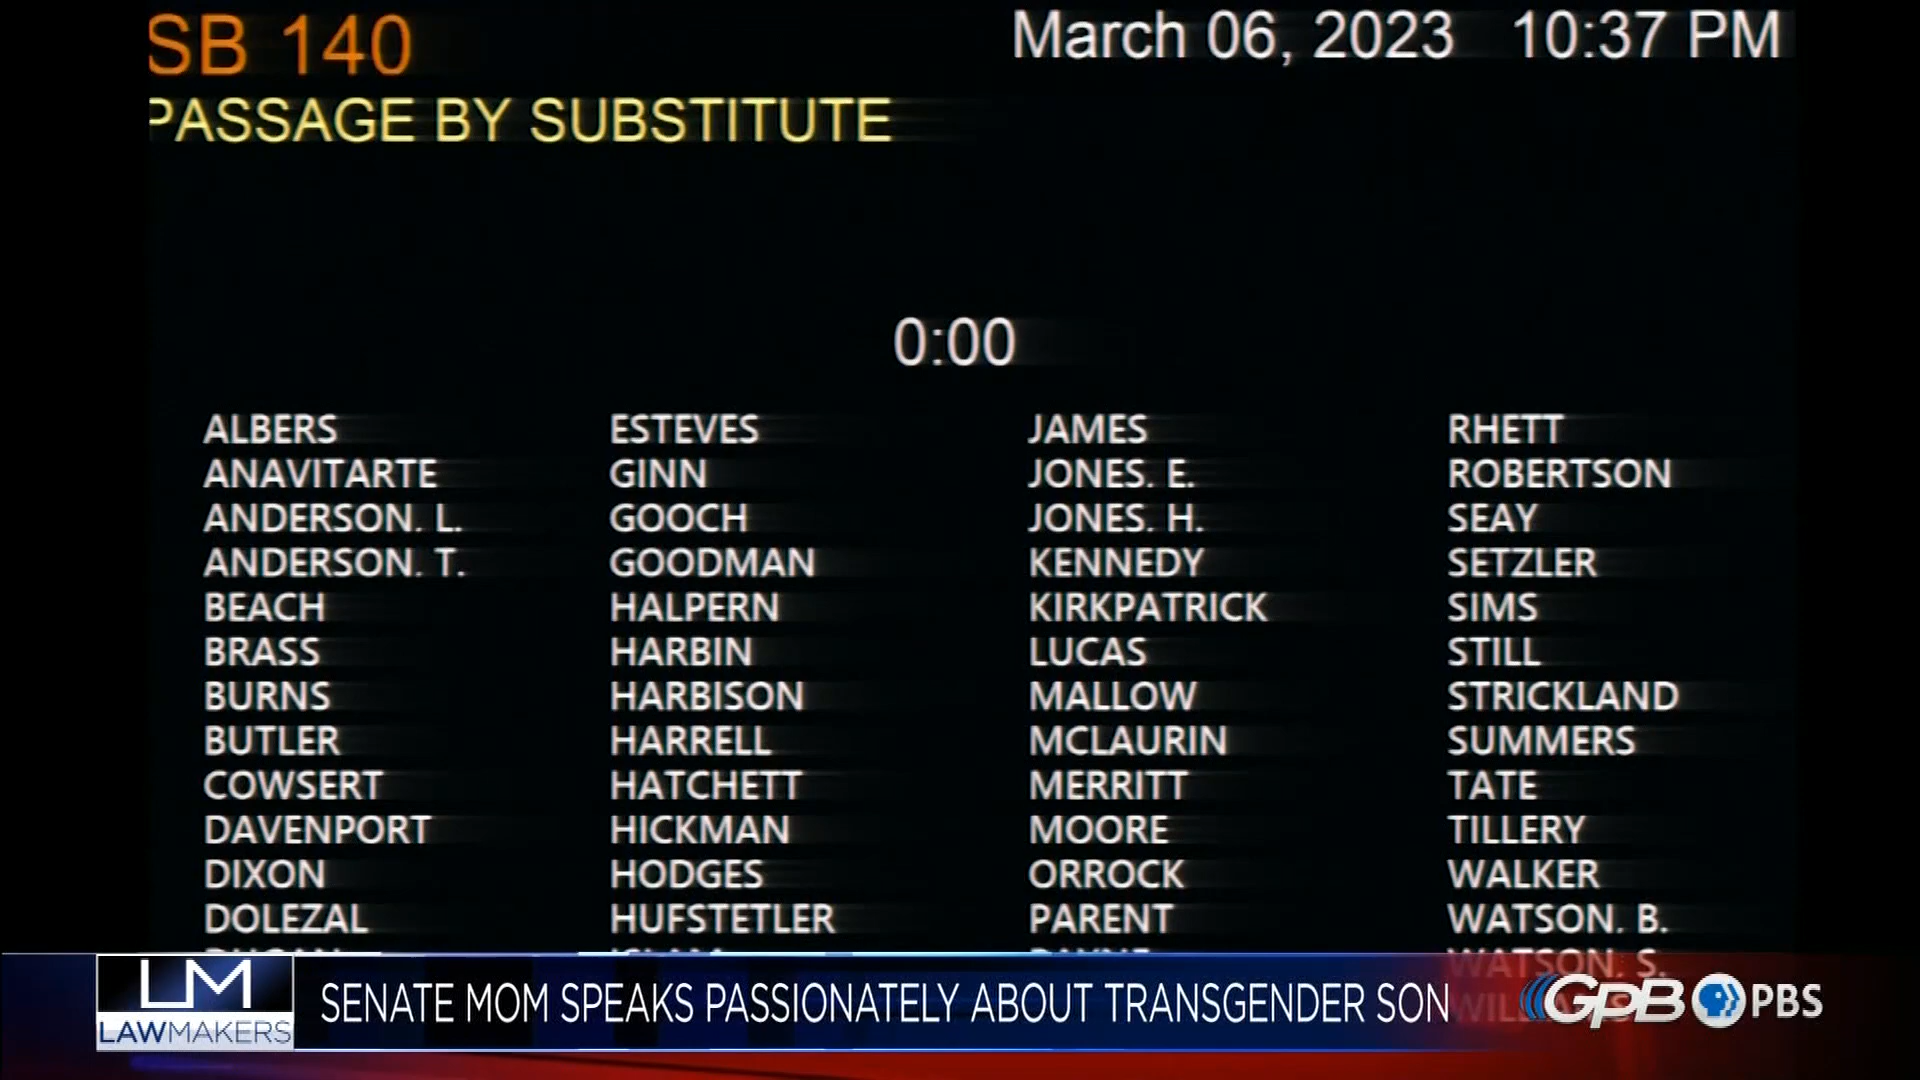 SB 140
March 06, 2023 10:37 PM
PASSAGE BY SUBSTITUTE
0:00
ALBERS
ANAVITARTE
ANDERSON, L.
ANDERSON, T.
BEACH
BRASS
BURNS
BUTLER
COWSERT
DAVENPORT
DIXON
DOLEZAL
ESTEVES
GINN
GOOCH
GOODMAN
HALPERN
HARBIN
HARBISON
HARRELL
HATCHETT
HICKMAN
HODGES
HUFSTETLER
JAMES
JONES, E.
JONES, H.
KENNEDY
KIRKPATRICK
LUCAS
MALLOW
MCLAURIN
MERRITT
MOORE
ORROCK
PARENT
RHETT
ROBERTSON
SEAY
SETZLER
SIMS
STILL
STRICKLAND
SUMMERS
TATE
TILLERY
WALKER
WATSON, B.
WATSON, S.
LM
LAWMAKERS
SENATE MOM SPEAKS PASSIONATELY ABOUT TRANSGENDER SON
GPB PBS